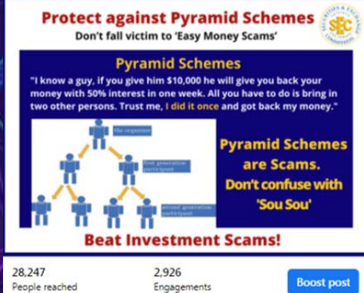 Protect against Pyramid Schemes
Don't fall victim to 'Easy Money Scams'
SEC
Pyramid Schemes
"I know a guy, if you give him $10,000 he will give you back your
money with 50% interest in one week. All you have to do is bring in
two other persons. Trust me, I did it once and got back my money."
the organiser
first generation
participant
second generation
participant
Pyramid Schemes
are Scams.
Don't confuse with
'Sou Sou'
Beat Investment Scams!
28,247
People reached
2,926
Engagements
Boost post